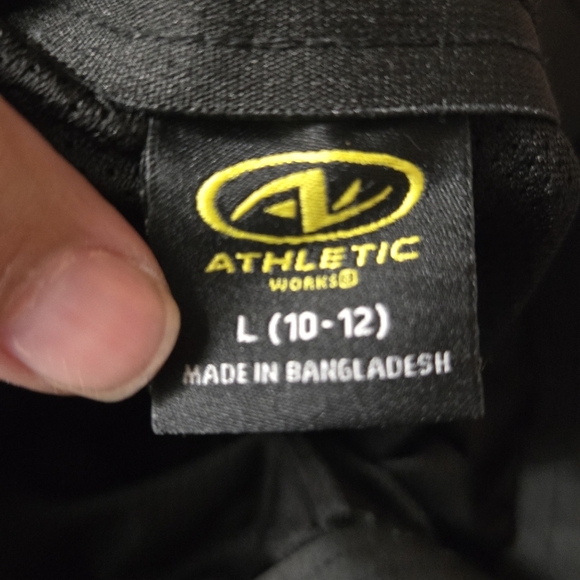 ATHLETIC
WORKS®
L (10-12)
MADE IN BANGLADESH